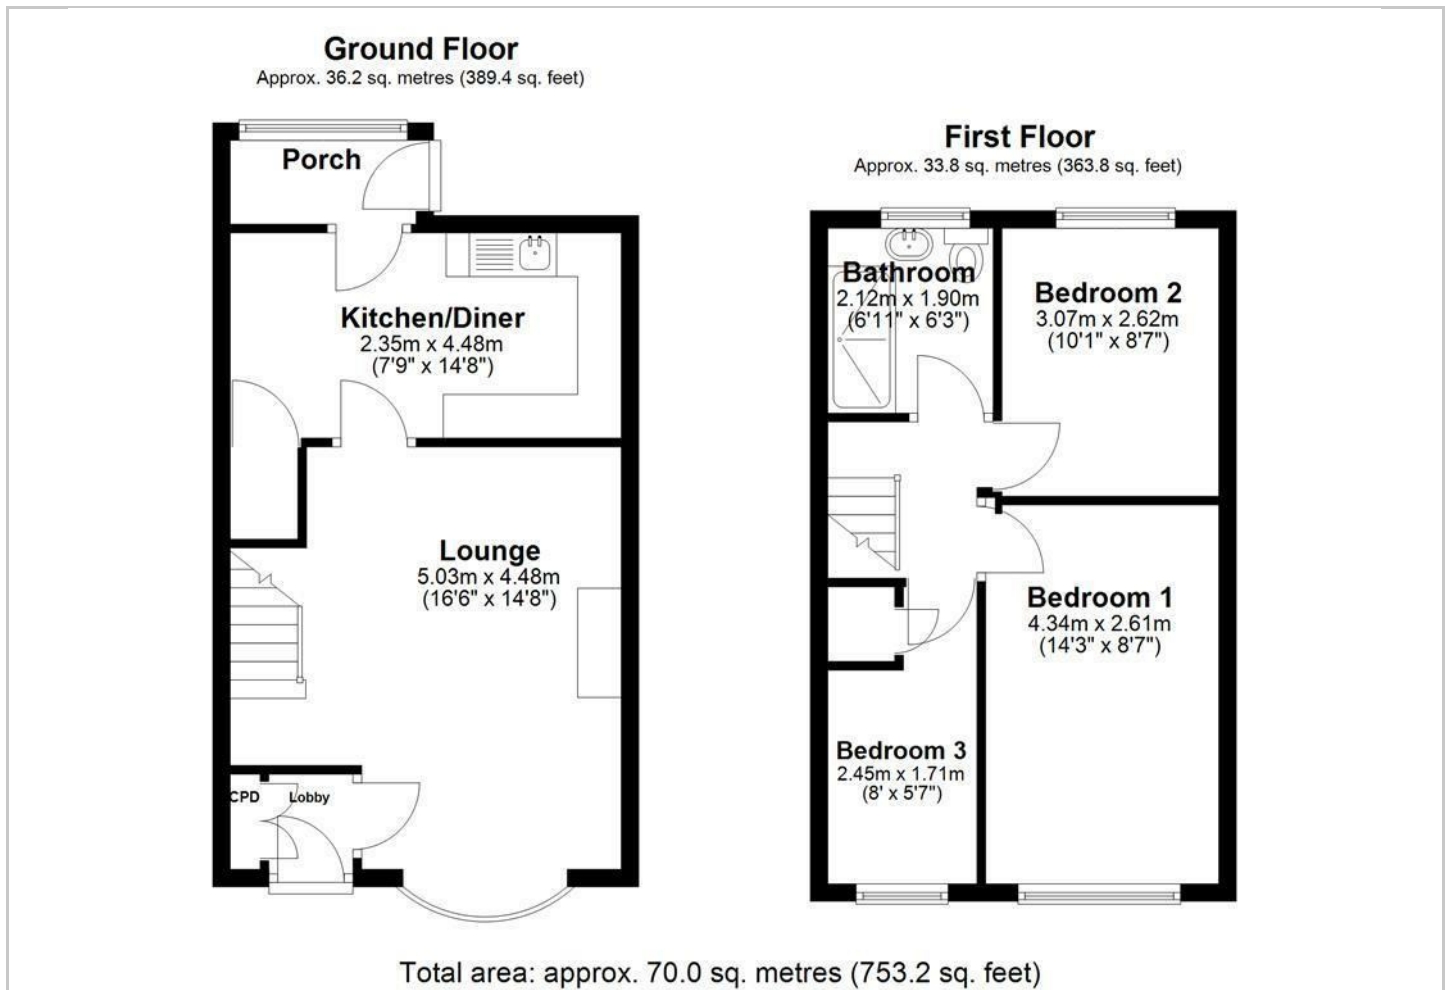 Ground Floor
Approx. 36.2 sq. metres (389.4 sq. feet)
Porch
Kitchen/Diner
2.35m x 4.48m
(7'9" x 14'8")
Lounge
5.03m x 4.48m
(16'6" x 14'8")
CPD
Lobby
First Floor
Approx. 33.8 sq. metres (363.8 sq. feet)
Bathroom
2.12m x 1.90m
(6'11" x 6'3")
Bedroom 2
3.07m x 2.62m
(10'1" x 8'7")
Bedroom 1
4.34m x 2.61m
(14'3" x 8'7")
Bedroom 3
2.45m x 1.71m
(8' x 5'7")
Total area: approx. 70.0 sq. metres (753.2 sq. feet)